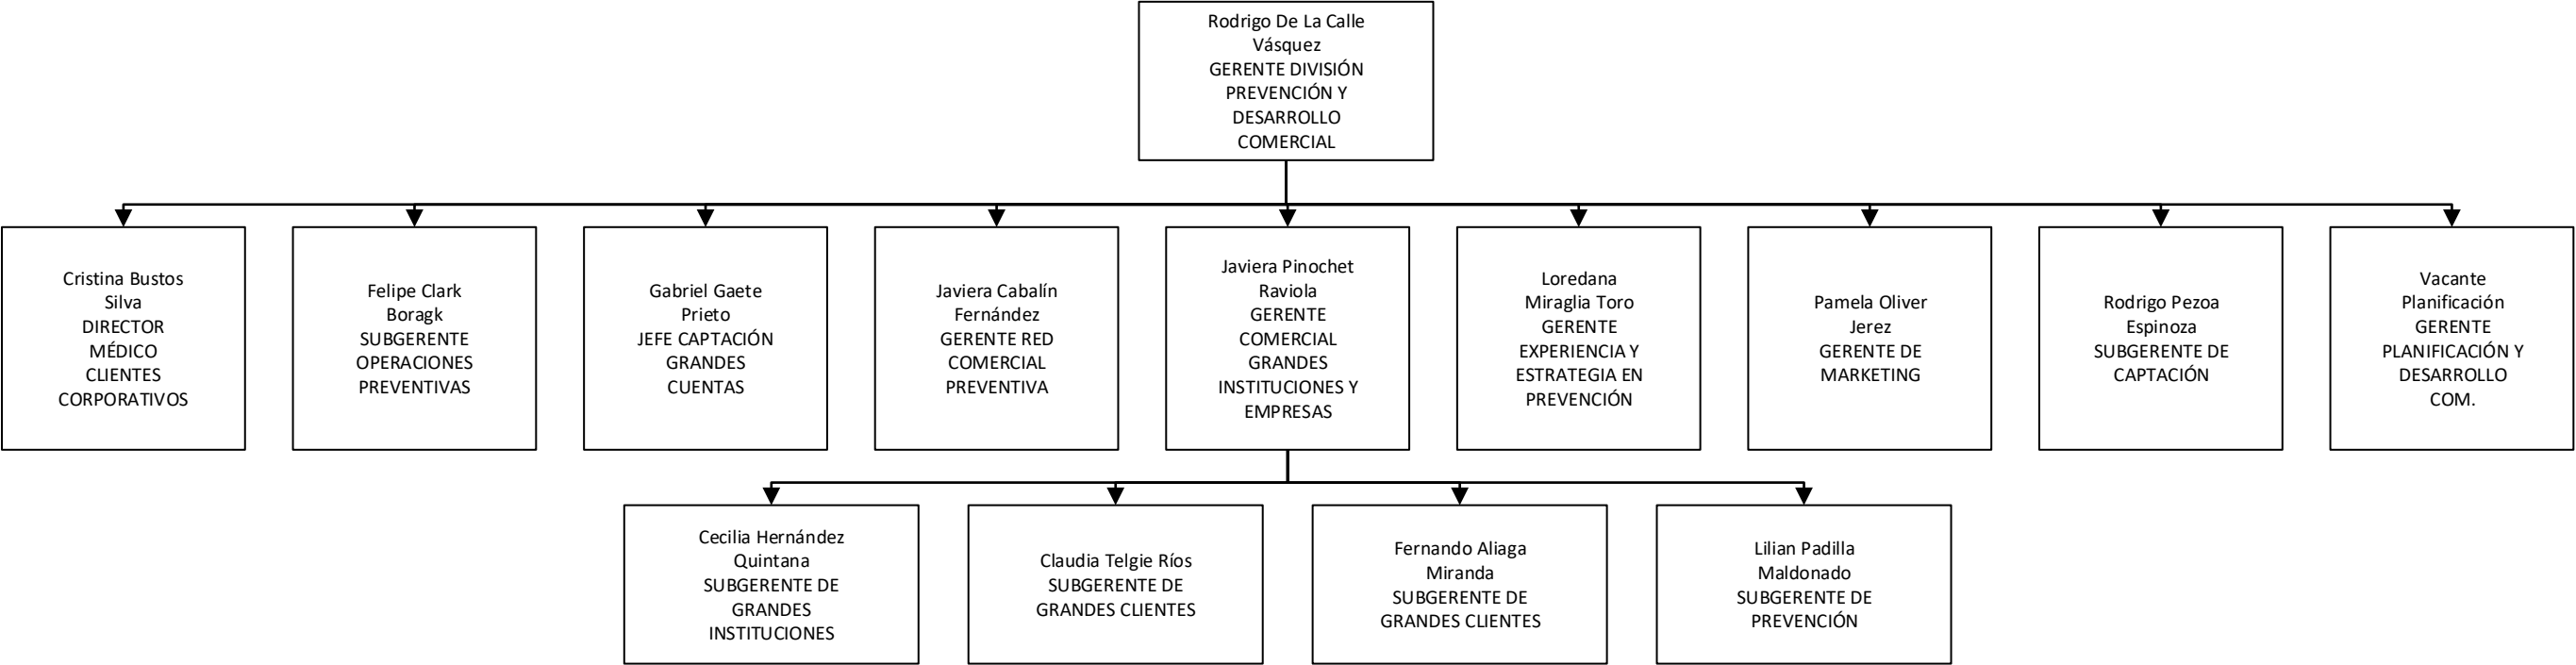 Rodrigo De La Calle
Vásquez
GERENTE DIVISIÓN
PREVENCIÓN Y
DESARROLLO
COMERCIAL
Cristina Bustos
Silva
DIRECTOR
MÉDICO
CLIENTES
CORPORATIVOS
Felipe Clark
Boragk
SUBGERENTE
OPERACIONES
PREVENTIVAS
Gabriel Gaete
Prieto
JEFE CAPTACIÓN
GRANDES
CUENTAS
Javiera Cabalín
Fernández
GERENTE RED
COMERCIAL
PREVENTIVA
Javiera Pinochet
Raviola
GERENTE
COMERCIAL
GRANDES
INSTITUCIONES Y
EMPRESAS
Loredana
Miraglia Toro
GERENTE
EXPERIENCIA Y
ESTRATEGIA EN
PREVENCIÓN
Pamela Oliver
Jerez
GERENTE DE
MARKETING
Rodrigo Pezoa
Espinoza
SUBGERENTE DE
CAPTACIÓN
Vacante
Planificación
GERENTE
PLANIFICACIÓN Y
DESARROLLO
COM.
Cecilia Hernández
Quintana
SUBGERENTE DE
GRANDES
INSTITUCIONES
Claudia Telgie Ríos
SUBGERENTE DE
GRANDES CLIENTES
Fernando Aliaga
Miranda
SUBGERENTE DE
GRANDES CLIENTES
Lilian Padilla
Maldonado
SUBGERENTE DE
PREVENCIÓN